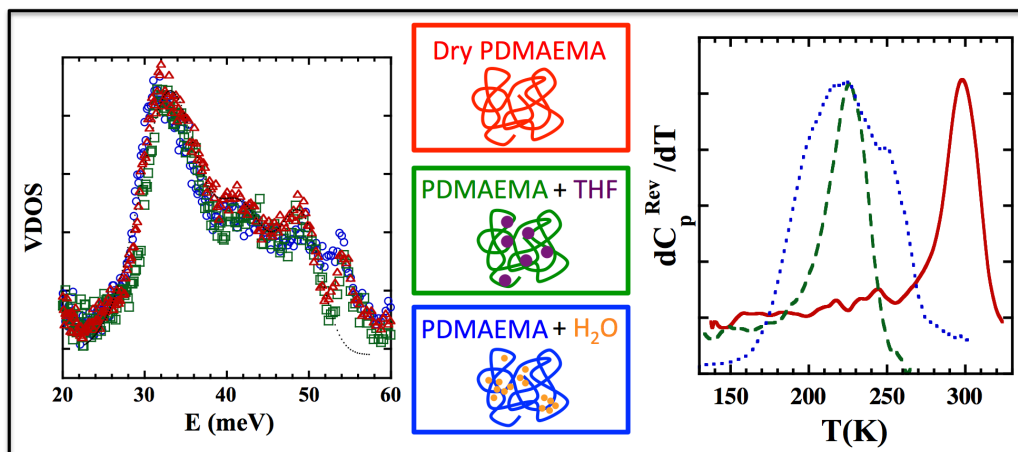 VDOS
20 30 40 50 60
E (meV)
Dry PDMAEMA
PDMAEMA + THF
PDMAEMA + H₂O
dCₚᴿᵉᵛ/dT
150 200 250 300
T(K)